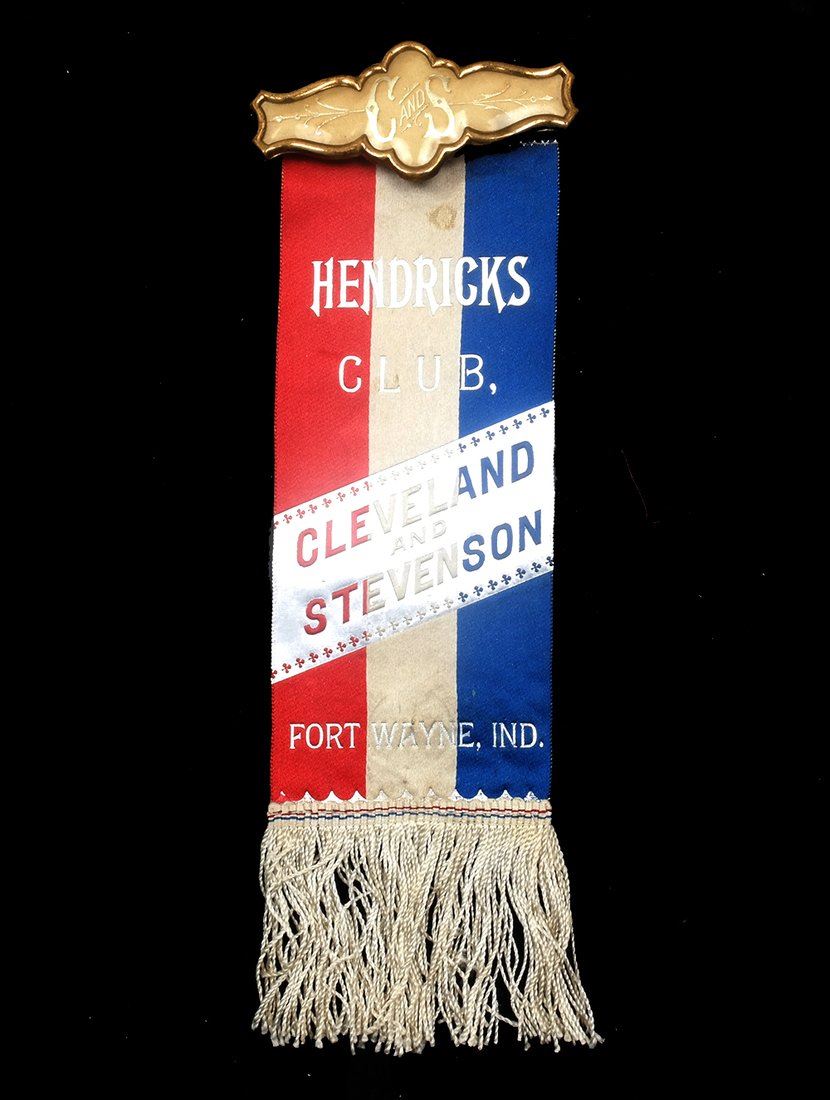 C AND S
HENDRICKS
CLUB,
CLEVELAND
AND
STEVENSON
FORT WAYNE, IND.